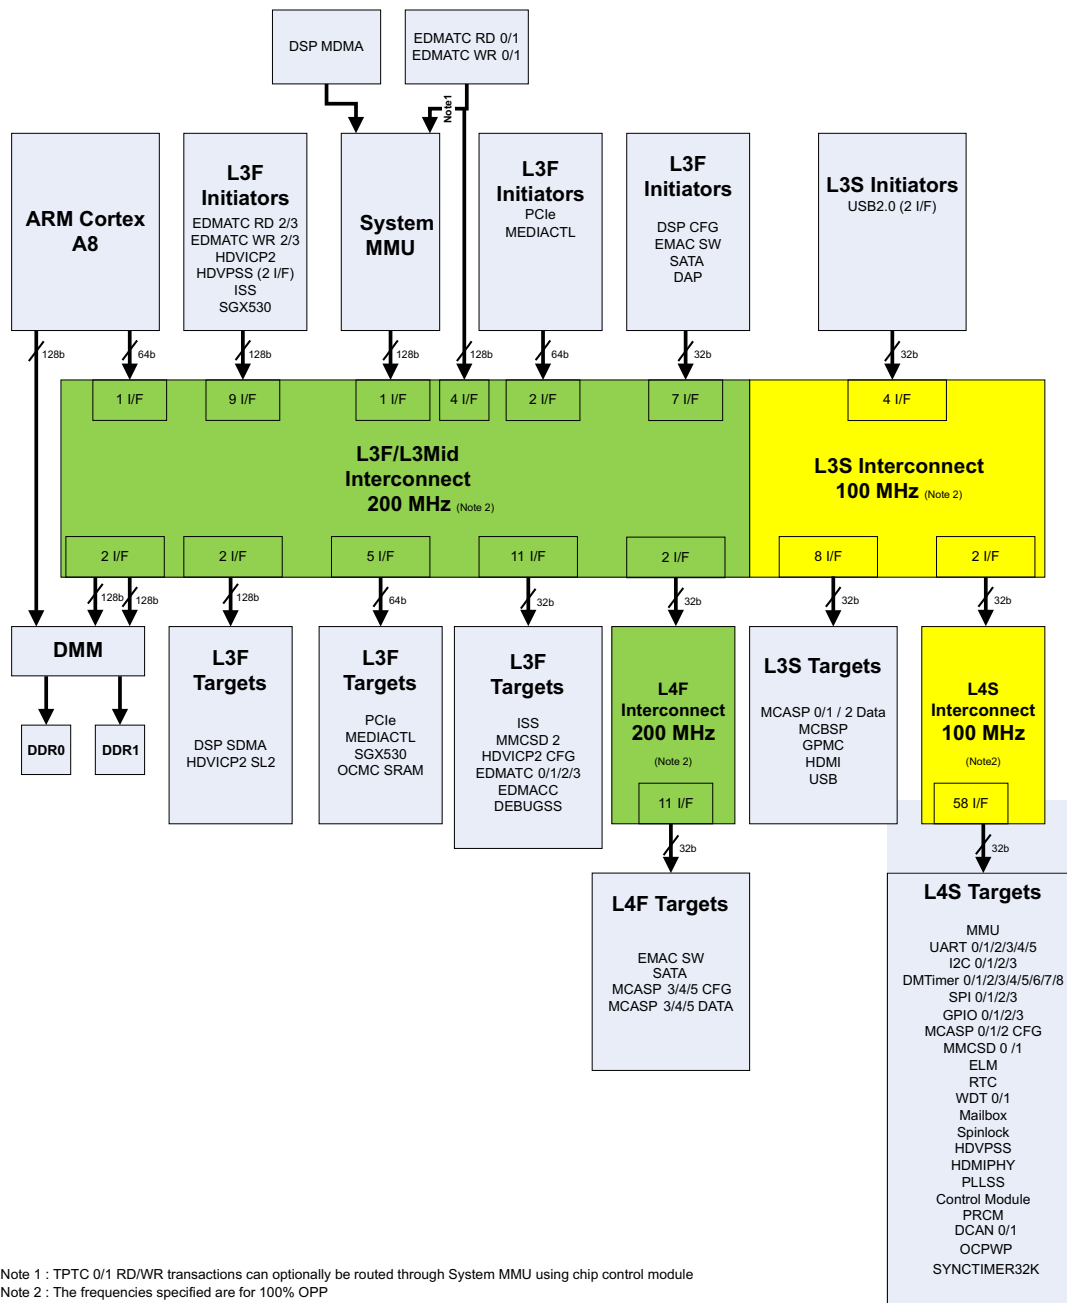 DSP MDMA
EDMATC RD 0/1
EDMATC WR 0/1
Note1
ARM Cortex
A8
L3F
Initiators
EDMATC RD 2/3
EDMATC WR 2/3
HDVICP2
HDVPSS (2 I/F)
ISS
SGX530
System
MMU
L3F
Initiators
PCIe
MEDIACTL
L3F
Initiators
DSP CFG
EMAC SW
SATA
DAP
L3S Initiators
USB2.0 (2 I/F)
128b
64b
128b
128b
128b
64b
32b
32b
1 I/F
9 I/F
1 I/F
4 I/F
2 I/F
7 I/F
4 I/F
L3F/L3Mid
Interconnect
200 MHz (Note 2)
L3S Interconnect
100 MHz (Note 2)
2 I/F
2 I/F
5 I/F
11 I/F
2 I/F
8 I/F
2 I/F
128b
128b
128b
64b
32b
32b
32b
32b
DMM
DDR0
DDR1
L3F
Targets
DSP SDMA
HDVICP2 SL2
L3F
Targets
PCIe
MEDIACTL
SGX530
OCMC SRAM
L3F
Targets
ISS
MMCSD 2
HDVICP2 CFG
EDMATC 0/1/2/3
EDMACC
DEBUGSS
L4F
Interconnect
200 MHz
(Note 2)
11 I/F
L3S Targets
MCASP 0/1 / 2 Data
MCBSP
GPMC
HDMI
USB
L4S
Interconnect
100 MHz
(Note2)
58 I/F
32b
32b
L4F Targets
EMAC SW
SATA
MCASP 3/4/5 CFG
MCASP 3/4/5 DATA
L4S Targets
MMU
UART 0/1/2/3/4/5
I2C 0/1/2/3
DMTimer 0/1/2/3/4/5/6/7/8
SPI 0/1/2/3
GPIO 0/1/2/3
MCASP 0/1/2 CFG
MMCSD 0 /1
ELM
RTC
WDT 0/1
Mailbox
Spinlock
HDVPSS
HDMIPHY
PLLSS
Control Module
PRCM
DCAN 0/1
OCPWP
SYNCTIMER32K
Note 1 : TPTC 0/1 RD/WR transactions can optionally be routed through System MMU using chip control module
Note 2 : The frequencies specified are for 100% OPP